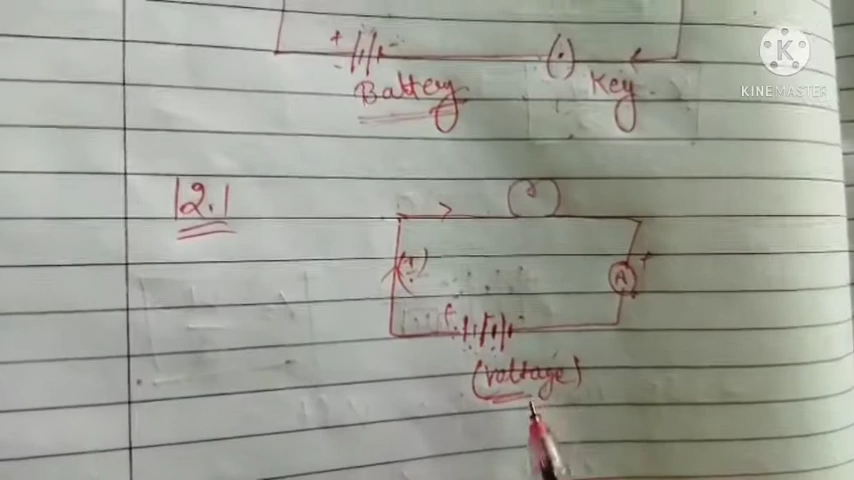 + -
Battery
Key
K
KINEMASTER
12.1
A
+
(voltage)